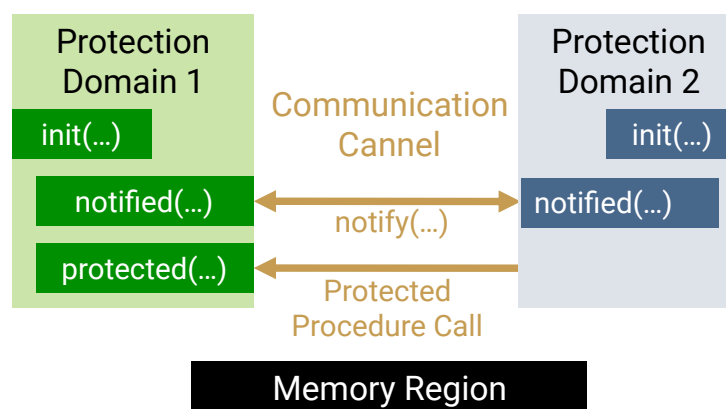 Protection
Domain 1
init(…)
notified(…)
protected(…)
Communication
Cannel
notify(…)
Protected
Procedure Call
Protection
Domain 2
init(…)
notified(…)
Memory Region